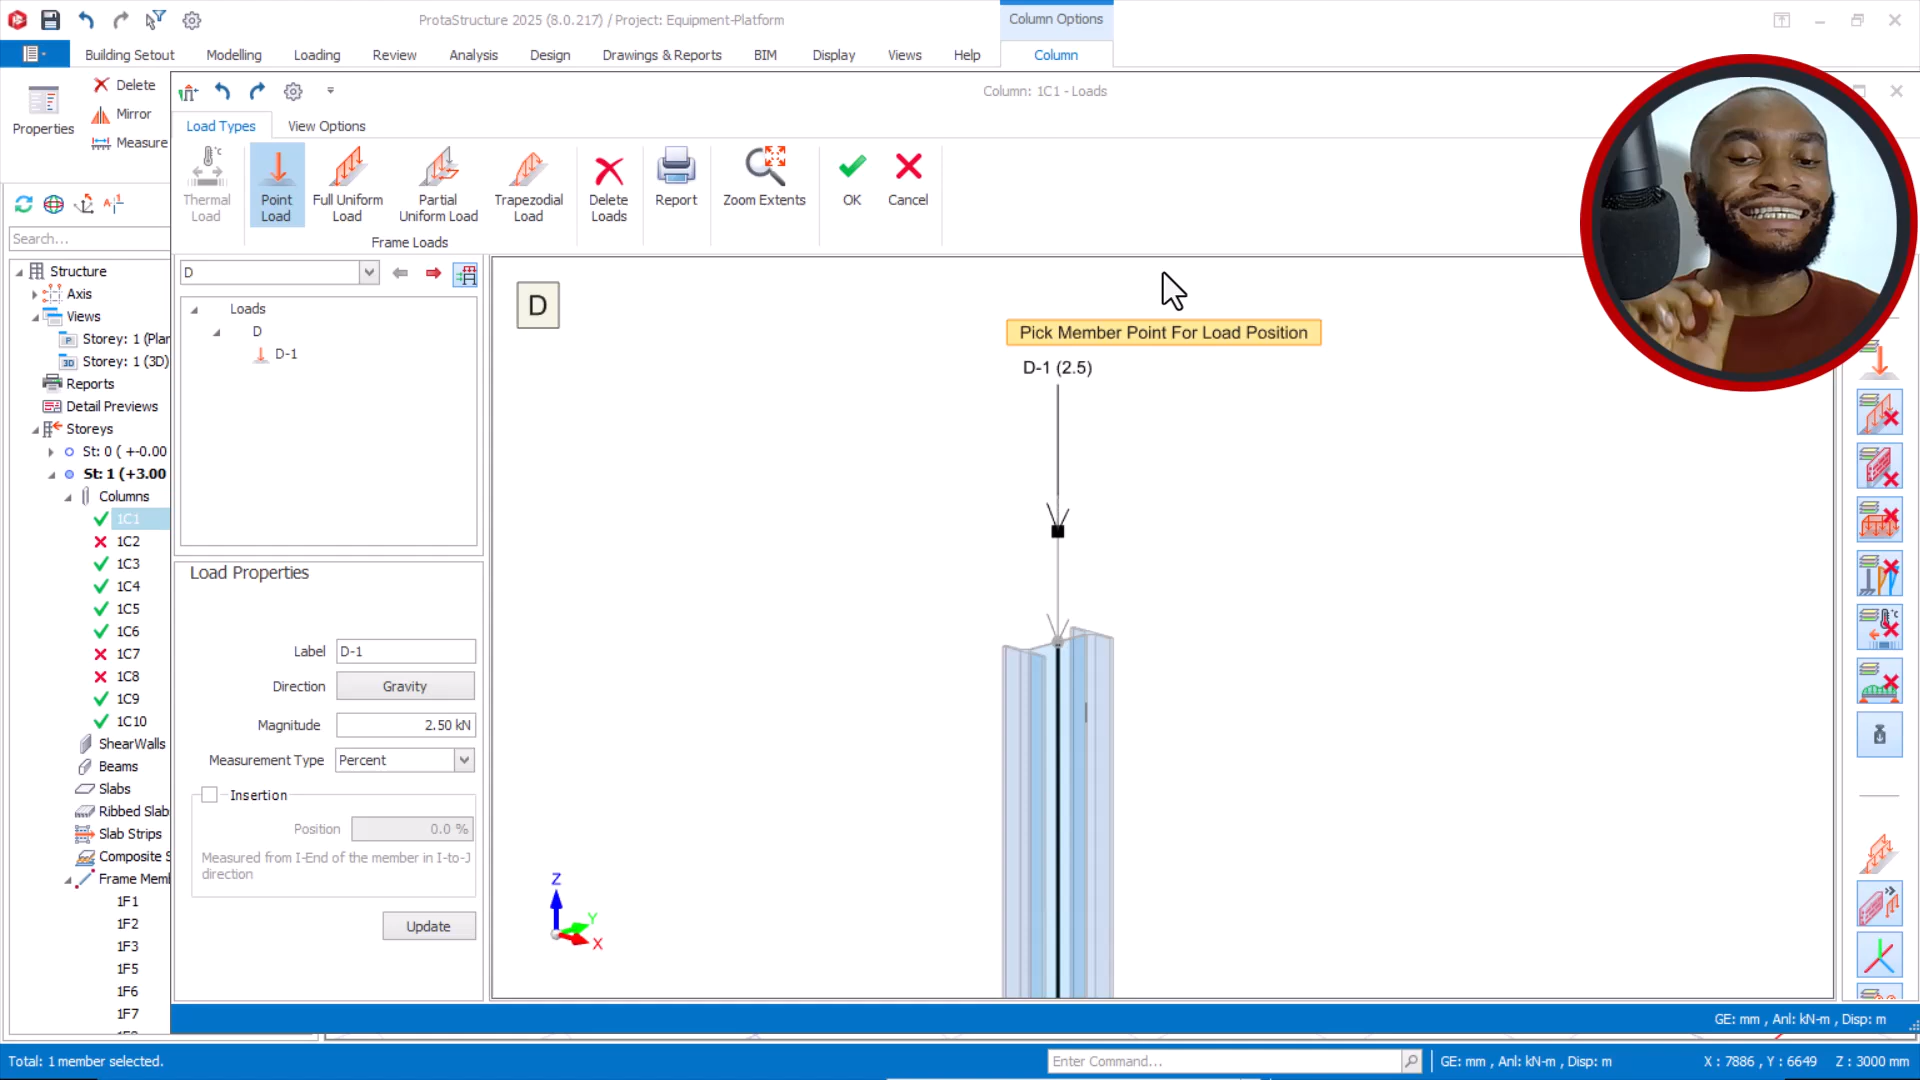 ProtaStructure 2025 (8.0.217) / Project: Equipment-Platform
Column Options
Building Setout
Modelling
Loading
Review
Analysis
Design
Drawings & Reports
BIM
Display
Views
Help
Column
Properties
Delete
Mirror
Measure
Column: 1C1 - Loads
Load Types
View Options
Thermal
Load
Point
Load
Full Uniform
Load
Partial
Uniform Load
Trapezodial
Load
Delete
Loads
Report
Zoom Extents
OK
Cancel
Frame Loads
Search...
Structure
Axis
Views
Storey: 1 (Plar
Storey: 1 (3D)
Reports
Detail Previews
Storeys
St: 0 ( +-0.00
St: 1 (+3.00
Columns
1C1
1C2
1C3
1C4
1C5
1C6
1C7
1C8
1C9
1C10
ShearWalls
Beams
Slabs
Ribbed Slab
Slab Strips
Composite S
Frame Meml
1F1
1F2
1F3
1F5
1F6
1F7
D
Loads
D
D-1
Load Properties
Label
D-1
Direction
Gravity
Magnitude
2.50 kN
Measurement Type
Percent
Insertion
Position
0.0 %
Measured from I-End of the member in I-to-J
direction
Update
D
Pick Member Point For Load Position
D-1 (2.5)
Z
Y
X
GE: mm , Anl: kN-m , Disp: m
Total: 1 member selected.
Enter Command...
GE: mm , Anl: kN-m , Disp: m
X : 7886 , Y : 6649
Z : 3000 mm